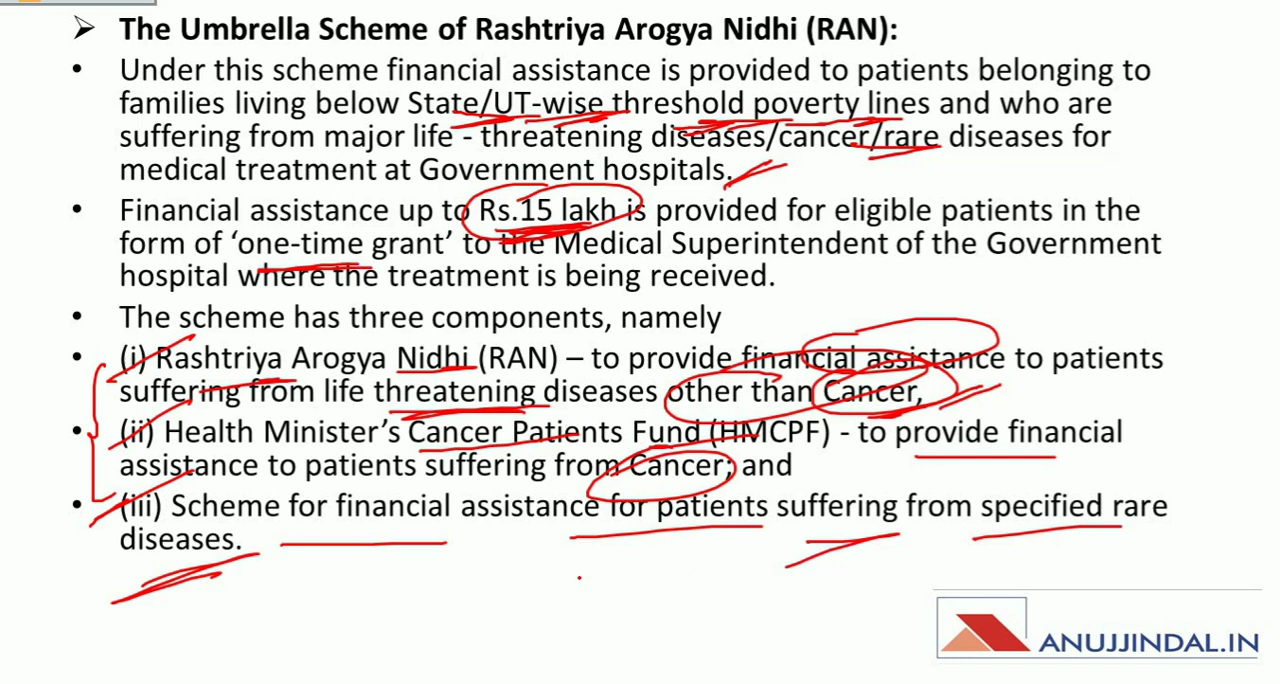 ➢ The Umbrella Scheme of Rashtriya Arogya Nidhi (RAN):
• Under this scheme financial assistance is provided to patients belonging to
families living below State/UT-wise threshold poverty lines and who are
suffering from major life - threatening diseases/cancer/rare diseases for
medical treatment at Government hospitals.
• Financial assistance up to Rs.15 lakh is provided for eligible patients in the
form of ‘one-time grant’ to the Medical Superintendent of the Government
hospital where the treatment is being received.
• The scheme has three components, namely
• (i) Rashtriya Arogya Nidhi (RAN) – to provide financial assistance to patients
suffering from life threatening diseases other than Cancer,
• (ii) Health Minister’s Cancer Patients Fund (HMCPF) - to provide financial
assistance to patients suffering from Cancer; and
• (iii) Scheme for financial assistance for patients suffering from specified rare
diseases.
ANUJJINDAL.IN